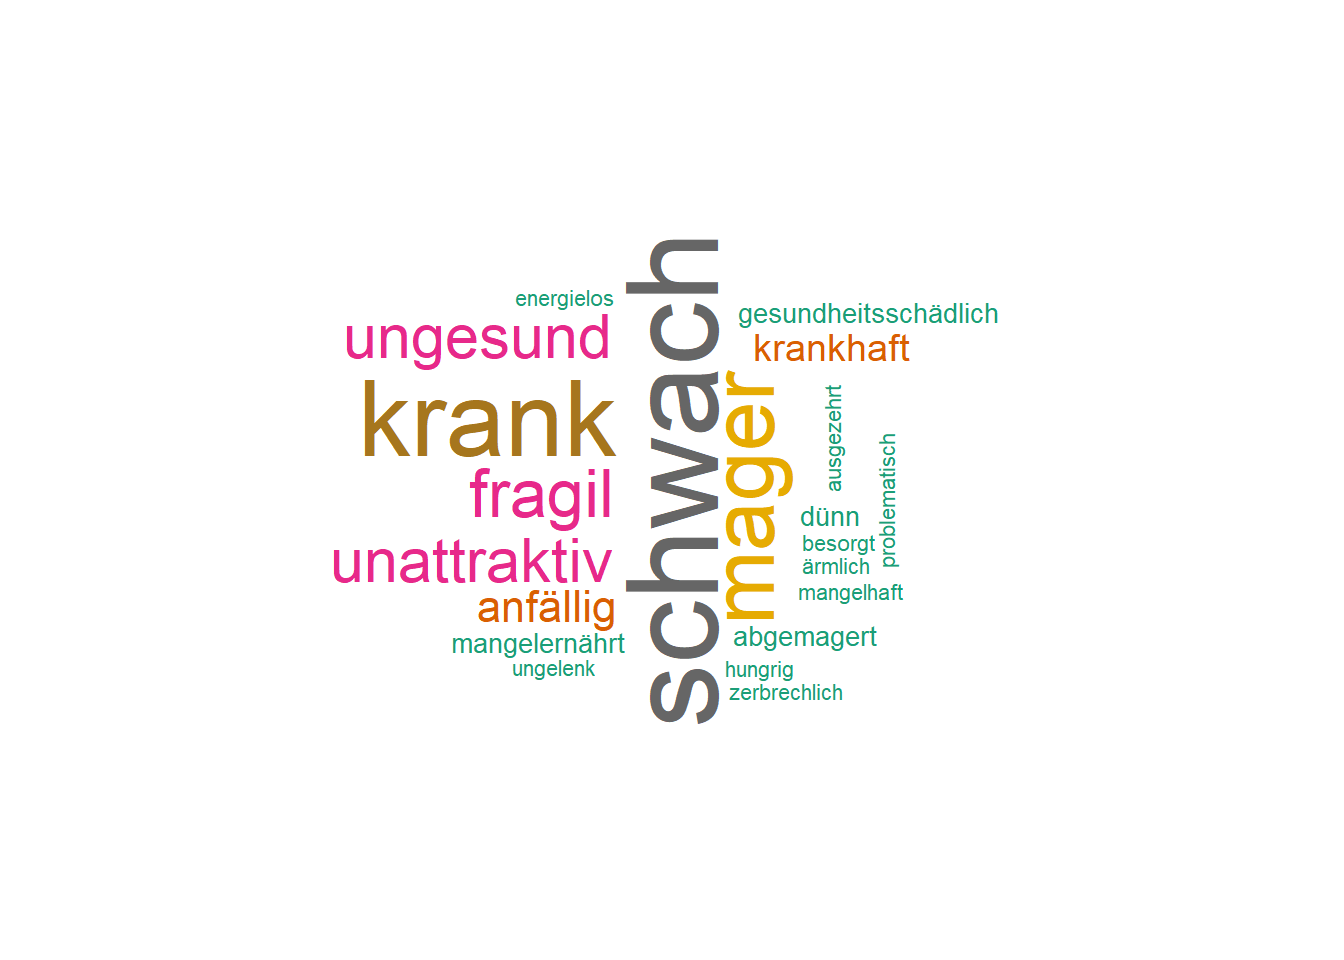 energielos
ungesund
krank
fragil
unattraktiv
anfällig
mangelernährt
ungelenk
schwach
mager
gesundheitsschädlich
krankhaft
ausgezehrt
problematisch
dünn
besorgt
ärmlich
mangelhaft
abgemagert
hungrig
zerbrechlich